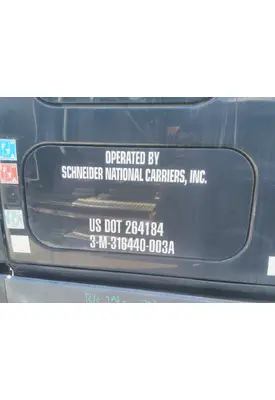 OPERATED BY
SCHNEIDER NATIONAL CARRIERS, INC.
US DOT 264184
3-M-316440-003A